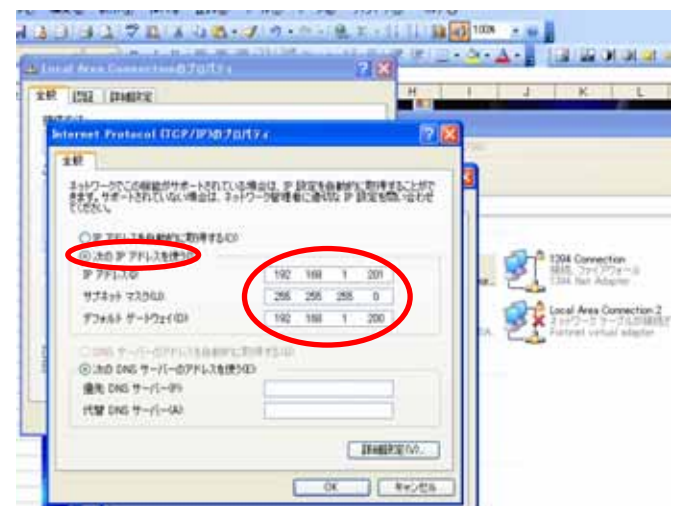 100%
Local Area Connectionのプロパティ
全般 認証 詳細設定
H I J K L
Internet Protocol (TCP/IP)のプロパティ
全般
ネットワークでこの機能がサポートされている場合は、IP 設定を自動的に取得することがで
きます。サポートされていない場合は、ネットワーク管理者に適切な IP 設定を問い合わせ
てください。
IP アドレスを自動的に取得する(O)
次の IP アドレスを使う(S)
IP アドレス(I) 192 168 1 201
サブネット マスク(U) 255 255 255 0
デフォルト ゲートウェイ(D) 192 168 1 200
DNS サーバーのアドレスを自動的に取得する(B)
次の DNS サーバーのアドレスを使う(E)
優先 DNS サーバー(P)
代替 DNS サーバー(A)
詳細設定(V)...
OK キャンセル
1394 Connection
接続, ファイアウォール
1394 Net Adapter
Local Area Connection 2
ネットワーク ケーブルが接続さ
Fortinet virtual adapter